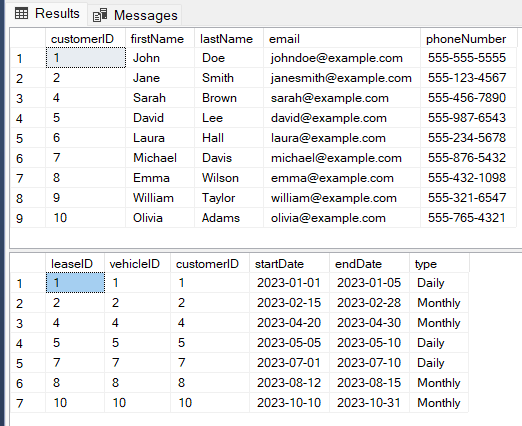 Results Messages
customerID firstName lastName email phoneNumber
1 1 John Doe johndoe@example.com 555-555-5555
2 2 Jane Smith janesmith@example.com 555-123-4567
3 4 Sarah Brown sarah@example.com 555-456-7890
4 5 David Lee david@example.com 555-987-6543
5 6 Laura Hall laura@example.com 555-234-5678
6 7 Michael Davis michael@example.com 555-876-5432
7 8 Emma Wilson emma@example.com 555-432-1098
8 9 William Taylor william@example.com 555-321-6547
9 10 Olivia Adams olivia@example.com 555-765-4321
leaseID vehicleID customerID startDate endDate type
1 1 1 1 2023-01-01 2023-01-05 Daily
2 2 2 2 2023-02-15 2023-02-28 Monthly
3 4 4 4 2023-04-20 2023-04-30 Monthly
4 5 5 5 2023-05-05 2023-05-10 Daily
5 7 7 7 2023-07-01 2023-07-10 Daily
6 8 8 8 2023-08-12 2023-08-15 Monthly
7 10 10 10 2023-10-10 2023-10-31 Monthly